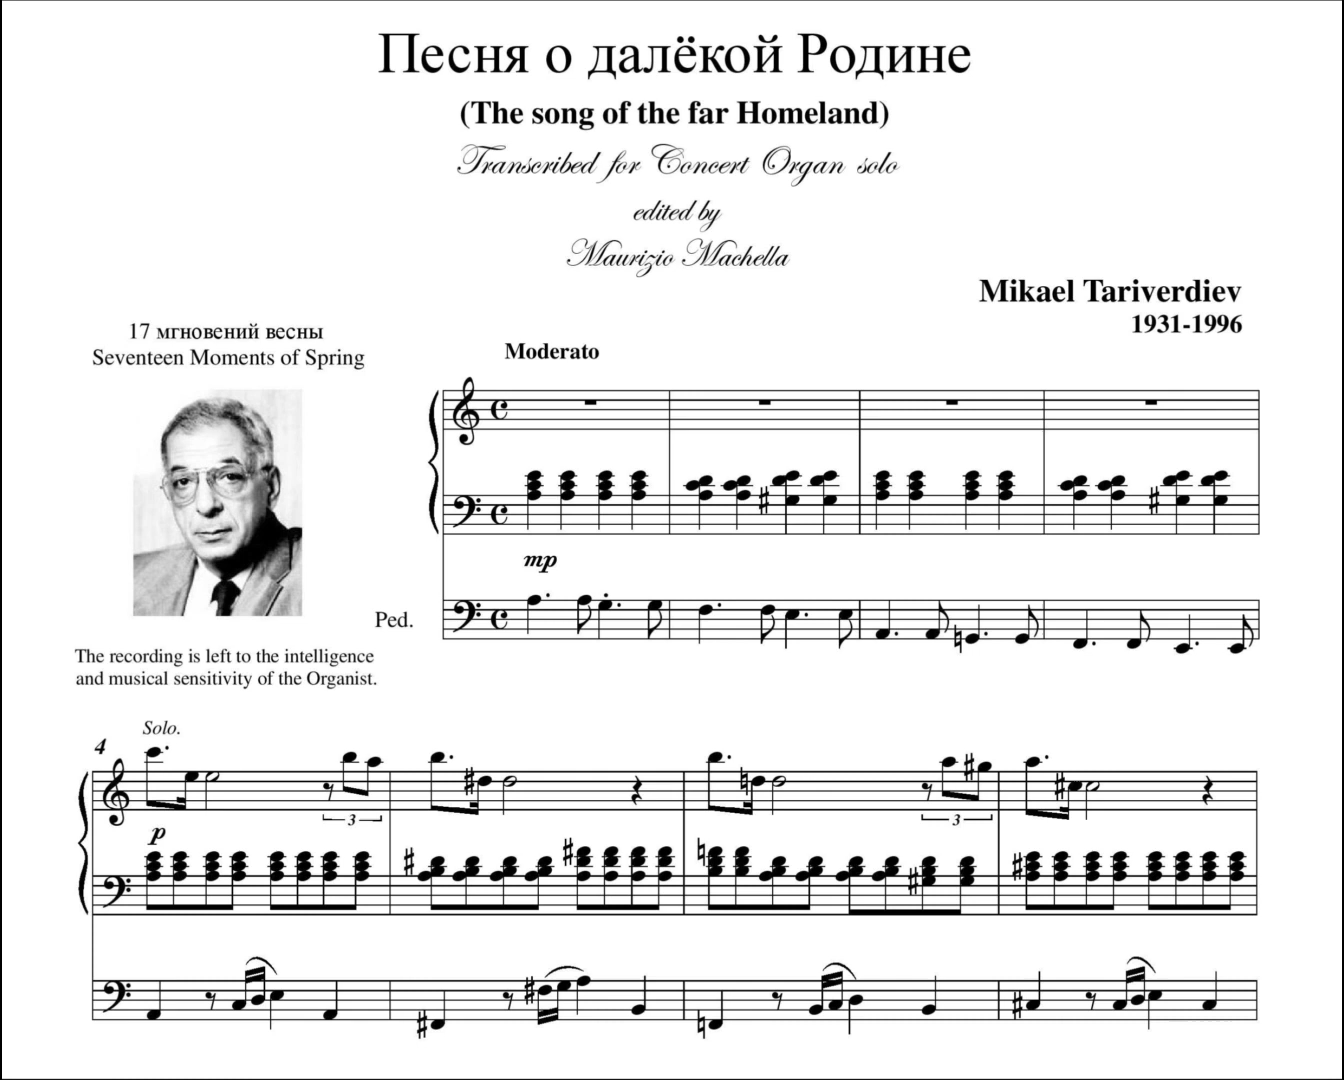 Песня о далёкой Родине
(The song of the far Homeland)
Transcribed for Concert Organ solo
edited by
Maurizio Machella
Mikael Tariverdiev
1931-1996
17 мгновений весны
Seventeen Moments of Spring
Moderato
mp
Ped.
The recording is left to the intelligence
and musical sensitivity of the Organist.
Solo.
4
3
3
p